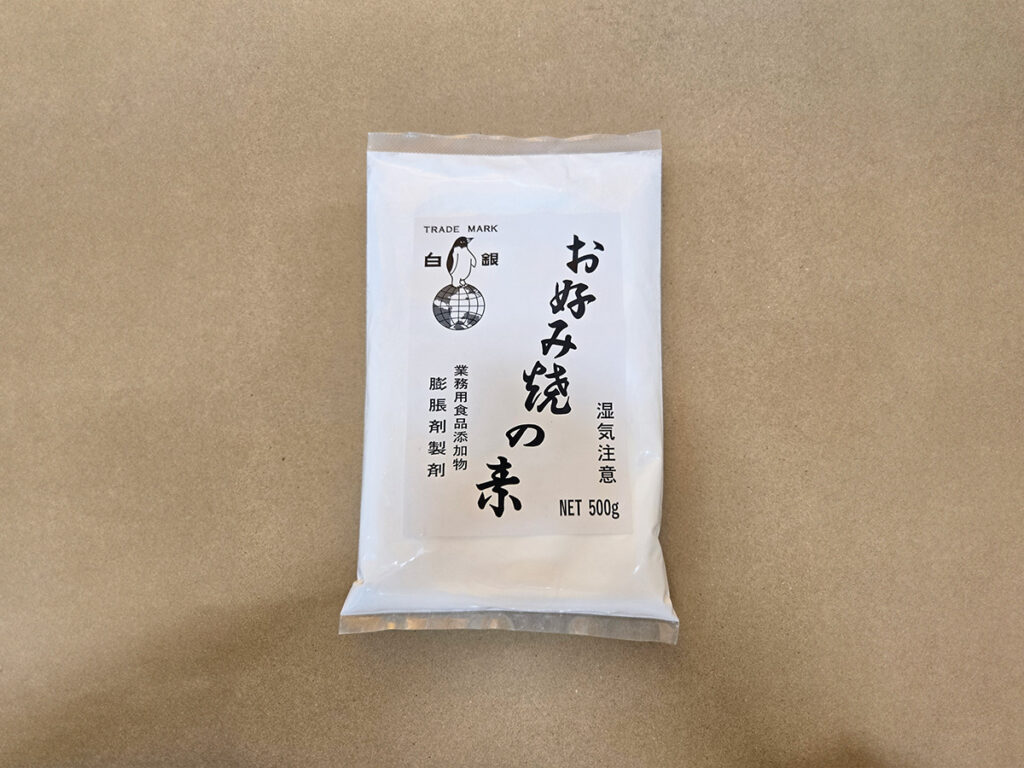 TRADE MARK
白銀
お好み焼の素
湿気注意
業務用食品添加物
膨脹剤製剤
NET 500g